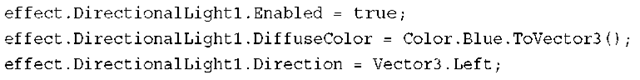 effect.DirectionalLight1.Enabled = true;
effect.DirectionalLight1.DiffuseColor = Color.Blue.ToVector3();
effect.DirectionalLight1.Direction = Vector3.Left;